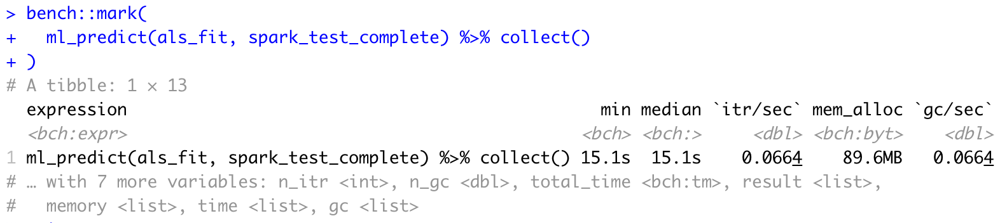 > bench::mark(
+   ml_predict(als_fit, spark_test_complete) %>% collect()
+ )
# A tibble: 1 × 13
  expression                                                min median `itr/sec` mem_alloc `gc/sec`
  <bch:expr>                                              <bch> <bch:>     <dbl> <bch:byt>    <dbl>
1 ml_predict(als_fit, spark_test_complete) %>% collect() 15.1s  15.1s    0.0664    89.6MB   0.0664
# … with 7 more variables: n_itr <int>, n_gc <dbl>, total_time <bch:tm>, result <list>,
#   memory <list>, time <list>, gc <list>